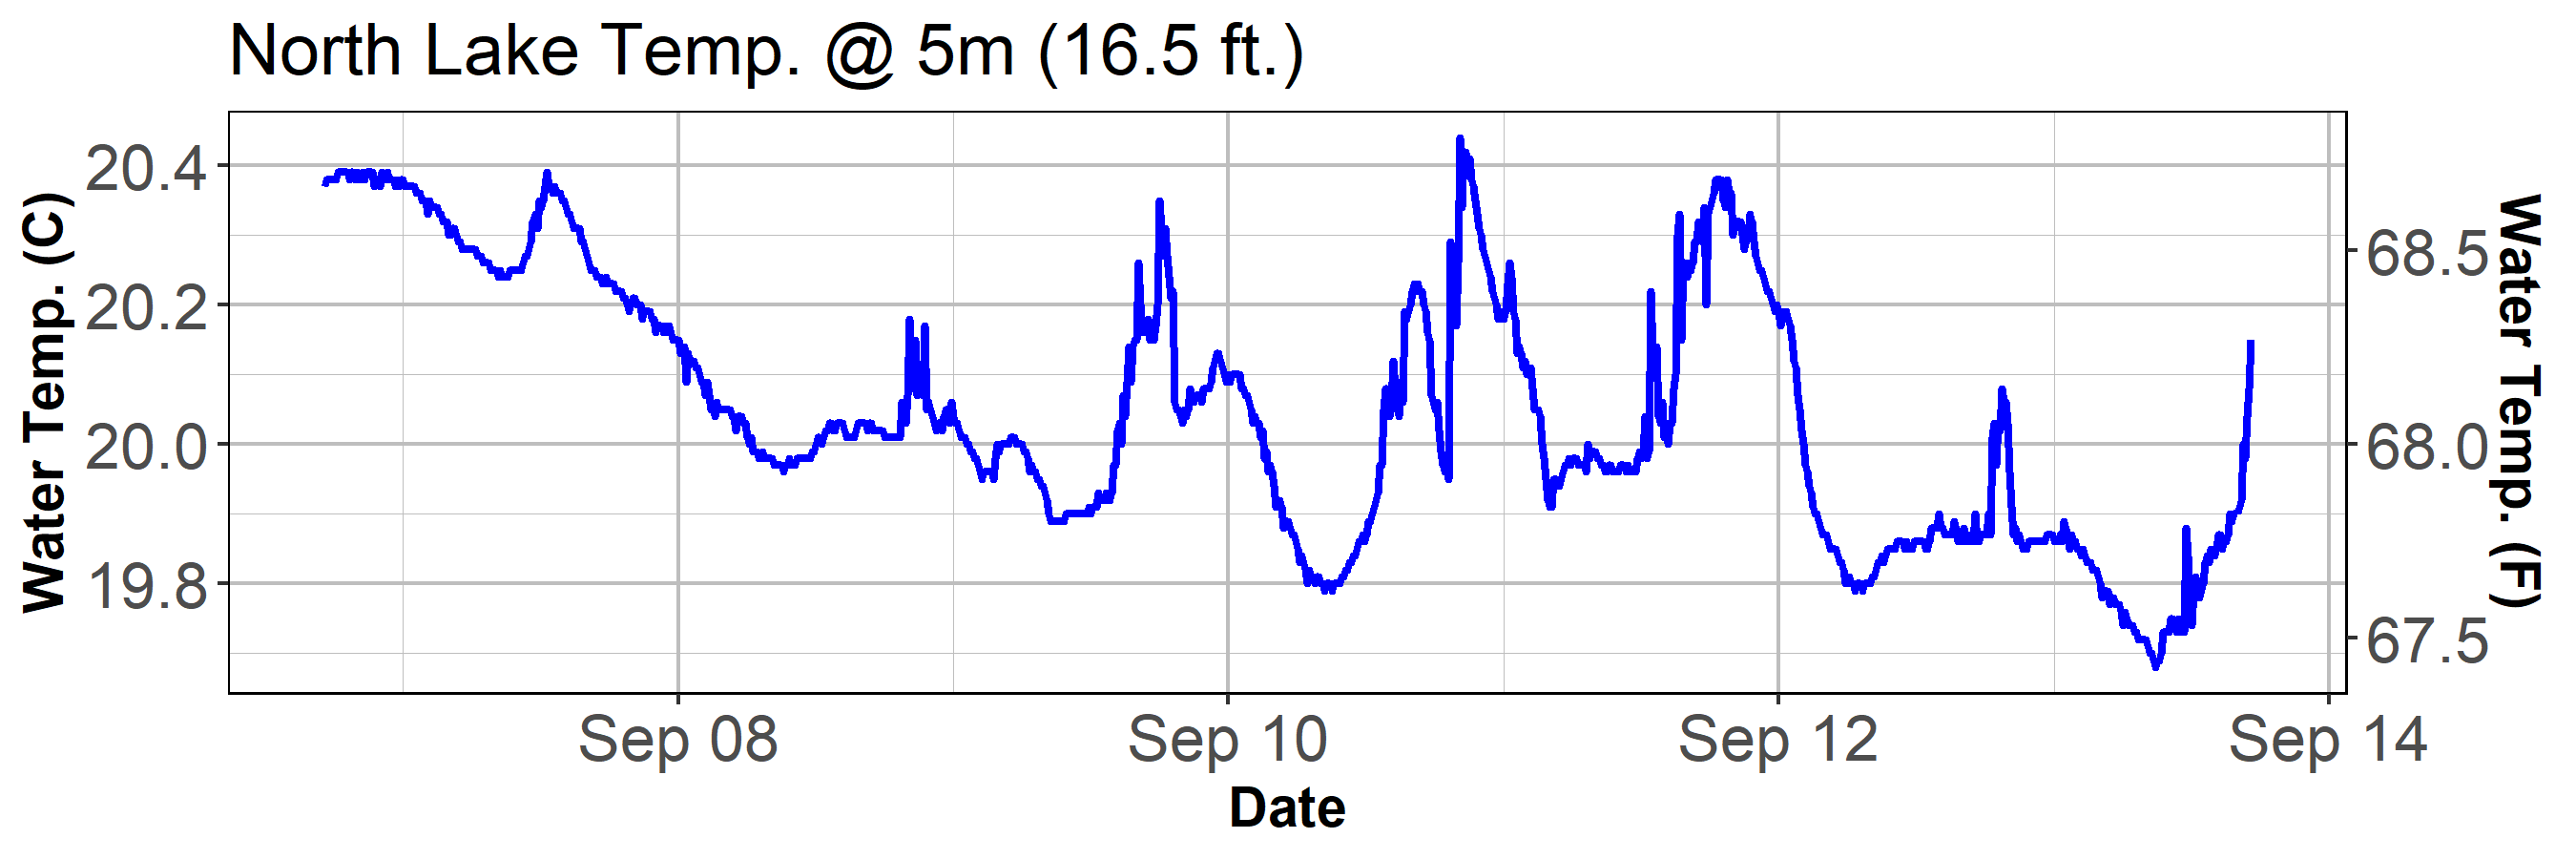 North Lake Temp. @ 5m (16.5 ft.)
Water Temp. (C)
20.4
20.2
20.0
19.8
68.5
68.0
67.5
Water Temp. (F)
Sep 08 Sep 10 Sep 12 Sep 14
Date